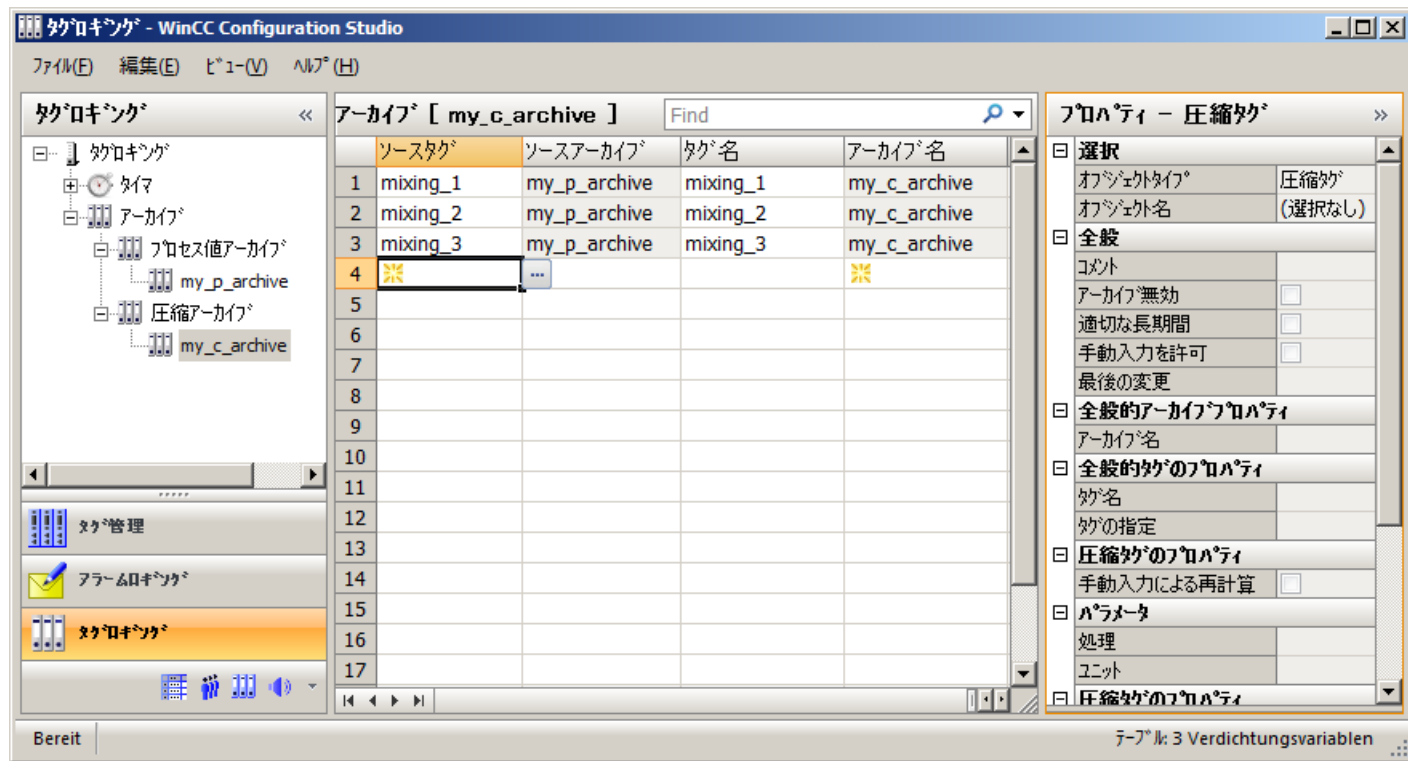 ﾀｸﾞﾛｷﾞﾝｸﾞ - WinCC Configuration Studio
ﾌｧｲﾙ(F) 編集(E) ﾋﾞｭｰ(V) ﾍﾙﾌﾟ(H)
ﾀｸﾞﾛｷﾞﾝｸﾞ «
ﾀｸﾞﾛｷﾞﾝｸﾞ
ﾀｲﾏ
ｱｰｶｲﾌﾞ
ﾌﾟﾛｾｽ値ｱｰｶｲﾌﾞ
my_p_archive
圧縮ｱｰｶｲﾌﾞ
my_c_archive
ﾀｸﾞ管理
ｱﾗｰﾑﾛｷﾞﾝｸﾞ
ﾀｸﾞﾛｷﾞﾝｸﾞ
ｱｰｶｲﾌﾞ [ my_c_archive ] Find
ｿｰｽﾀｸﾞ ｿｰｽｱｰｶｲﾌﾞ ﾀｸﾞ名 ｱｰｶｲﾌﾞ名
1 mixing_1 my_p_archive mixing_1 my_c_archive
2 mixing_2 my_p_archive mixing_2 my_c_archive
3 mixing_3 my_p_archive mixing_3 my_c_archive
4 ...
5
6
7
8
9
10
11
12
13
14
15
16
17
ﾌﾟﾛﾊﾟﾃｨ - 圧縮ﾀｸﾞ »
選択
ｵﾌﾞｼﾞｪｸﾄﾀｲﾌﾟ 圧縮ﾀｸﾞ
ｵﾌﾞｼﾞｪｸﾄ名 (選択なし)
全般
ｺﾒﾝﾄ
ｱｰｶｲﾌﾞ無効
適切な長期間
手動入力を許可
最後の変更
全般的ｱｰｶｲﾌﾞﾌﾟﾛﾊﾟﾃｨ
ｱｰｶｲﾌﾞ名
全般的ﾀｸﾞのﾌﾟﾛﾊﾟﾃｨ
ﾀｸﾞ名
ﾀｸﾞの指定
圧縮ﾀｸﾞのﾌﾟﾛﾊﾟﾃｨ
手動入力による再計算
ﾊﾟﾗﾒｰﾀ
処理
ﾕﾆｯﾄ
圧縮ﾀｸﾞのﾌﾟﾛﾊﾟﾃｨ
Bereit
ﾃｰﾌﾞﾙ: 3 Verdichtungsvariablen